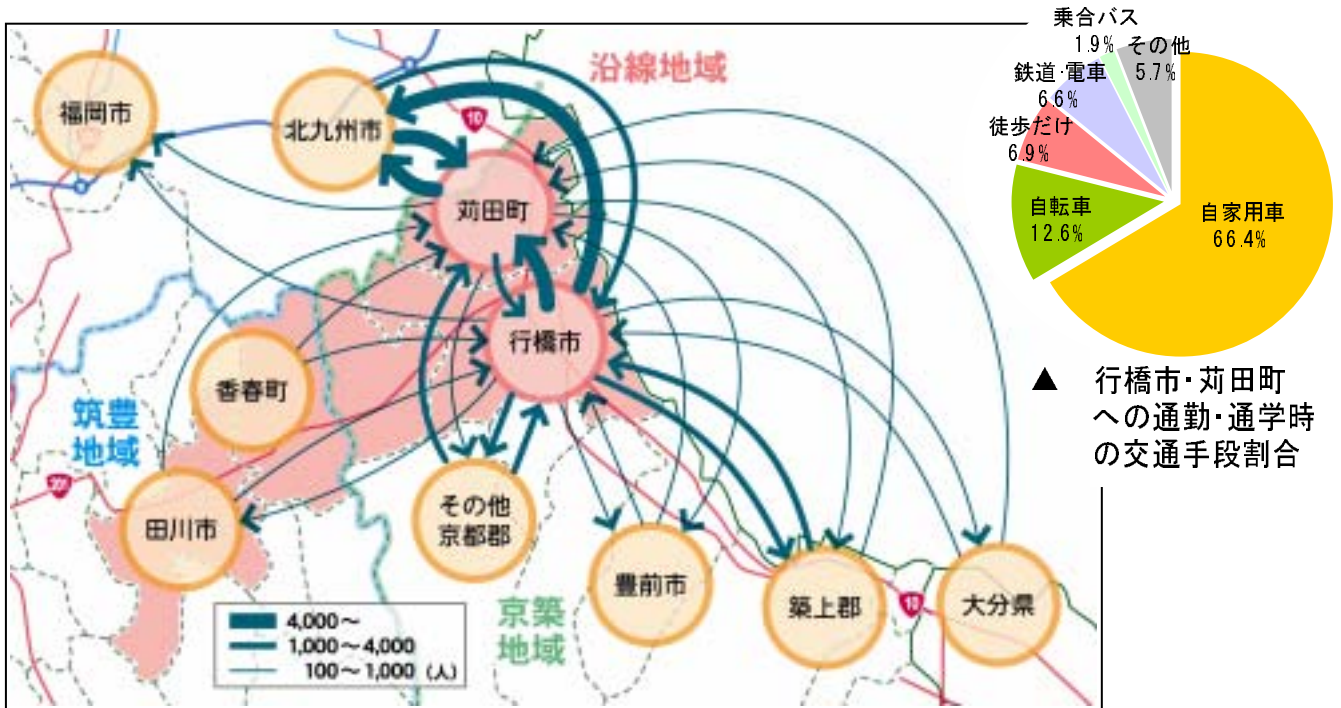 福岡市
北九州市
沿線地域
10
苅田町
行橋市
香春町
筑豊
地域
201
田川市
その他
京都郡
豊前市
築上郡
10
大分県
京築
地域
4,000～
1,000～4,000
100～1,000（人）
乗合バス
1.9%
その他
5.7%
鉄道・電車
6.6%
徒歩だけ
6.9%
自転車
12.6%
自家用車
66.4%
▲ 行橋市・苅田町
への通勤・通学時
の交通手段割合